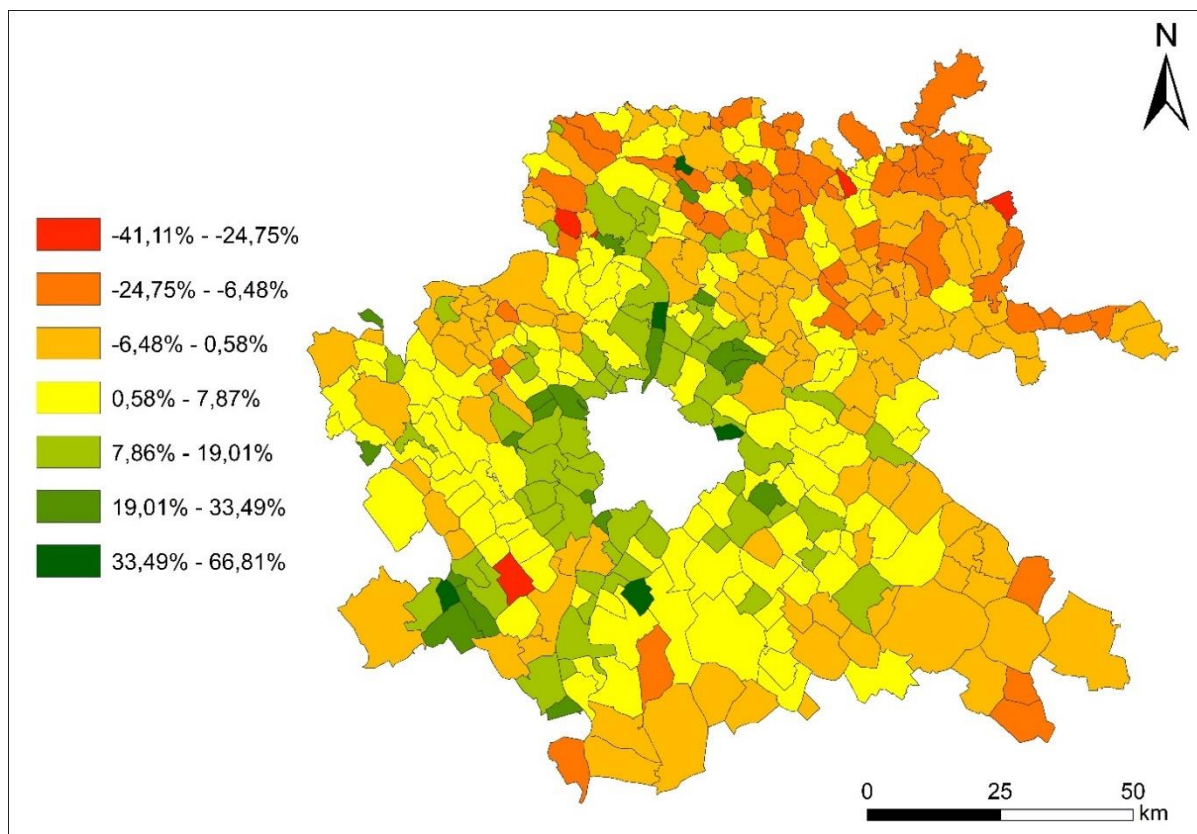 N
-41,11% - -24,75%
-24,75% - -6,48%
-6,48% - 0,58%
0,58% - 7,87%
7,86% - 19,01%
19,01% - 33,49%
33,49% - 66,81%
0 25 50
km